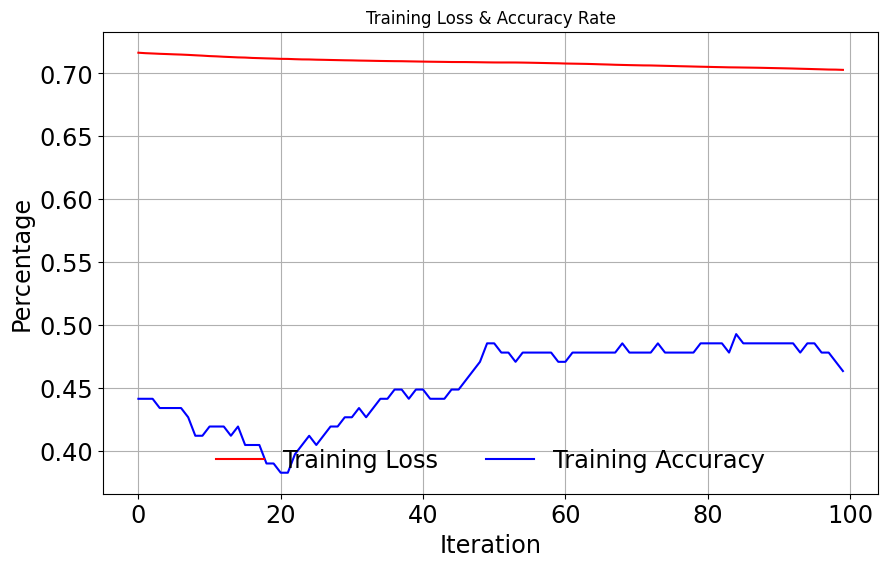 Training Loss & Accuracy Rate
Percentage
0.70
0.65
0.60
0.55
0.50
0.45
0.40
Training Loss
Training Accuracy
0
20
40
60
80
100
Iteration